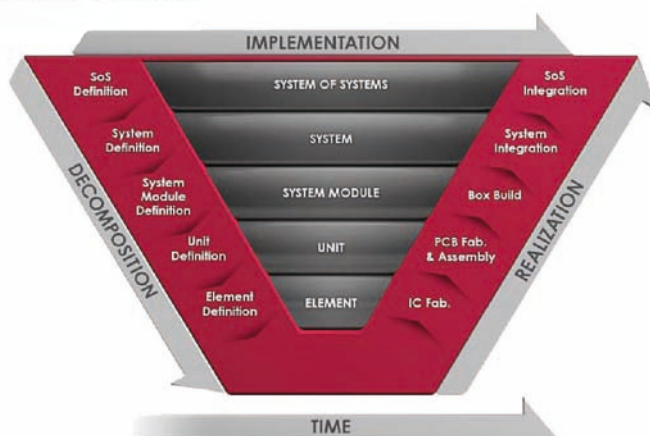 IMPLEMENTATION
SoS
Definition
SYSTEM OF SYSTEMS
SoS
Integration
System
Definition
SYSTEM
System
Integration
System
Module
Definition
SYSTEM MODULE
Box Build
Unit
Definition
UNIT
PCB Fab.
& Assembly
Element
Definition
ELEMENT
IC Fab.
DECOMPOSITION
REALIZATION
TIME